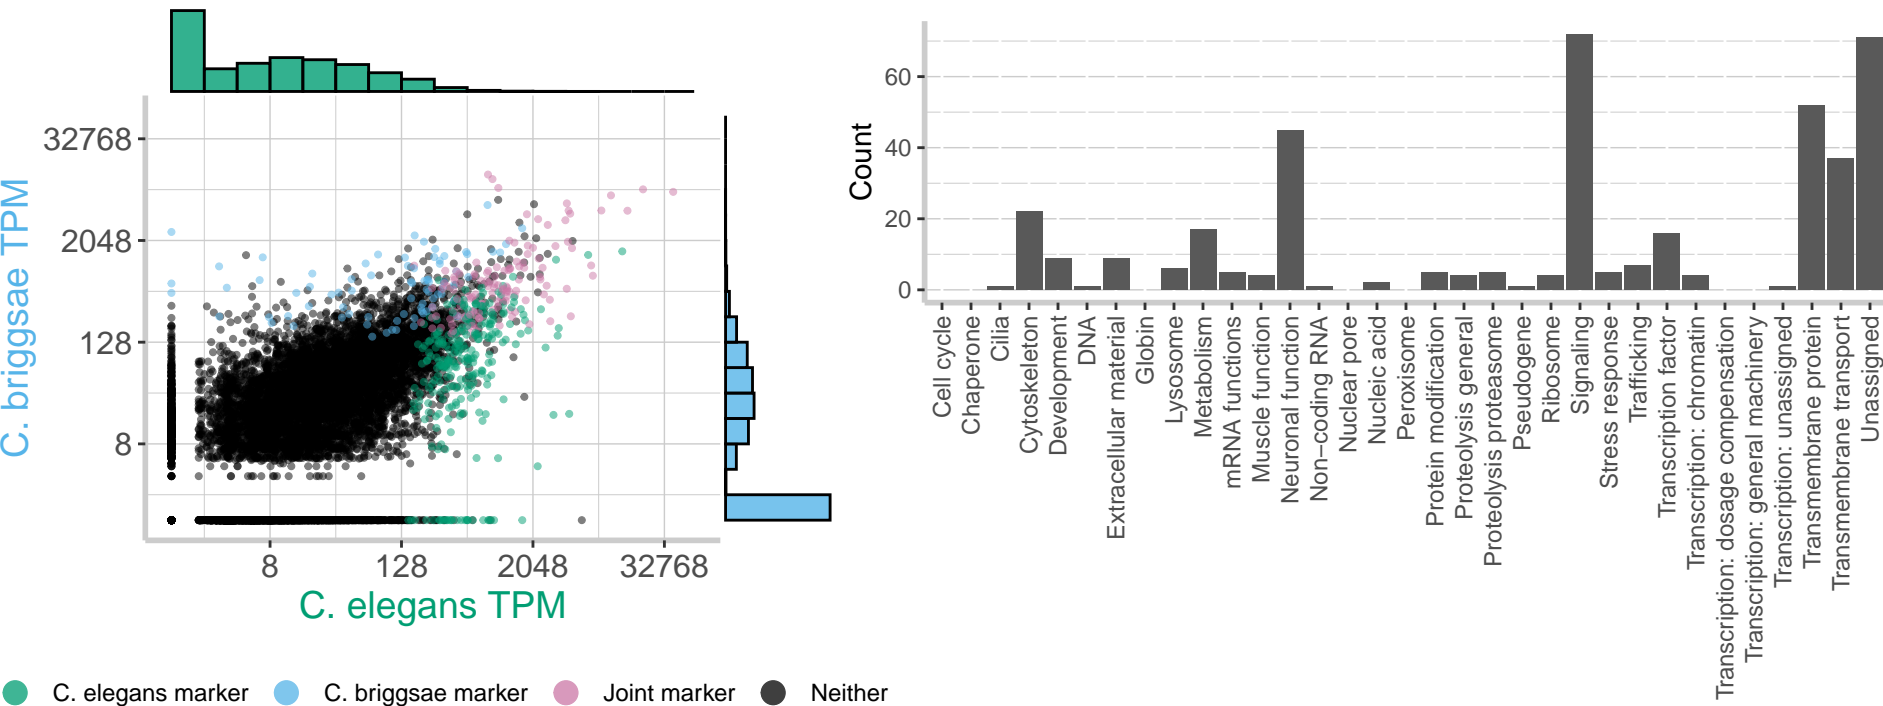 32768
2048
128
8
C. briggsae TPM
8
128
2048
32768
C. elegans TPM
C. elegans marker
C. briggsae marker
Joint marker
Neither
Count
60
40
20
0
Cell cycle
Chaperone
Cilia
Cytoskeleton
Development
DNA
Extracellular material
Globin
Lysosome
Metabolism
mRNA functions
Muscle function
Neuronal function
Non−coding RNA
Nuclear pore
Nucleic acid
Peroxisome
Protein modification
Proteolysis general
Proteolysis proteasome
Pseudogene
Ribosome
Signaling
Stress response
Trafficking
Transcription factor
Transcription: chromatin
Transcription: dosage compensation
Transcription: general machinery
Transcription: unassigned
Transmembrane protein
Transmembrane transport
Unassigned